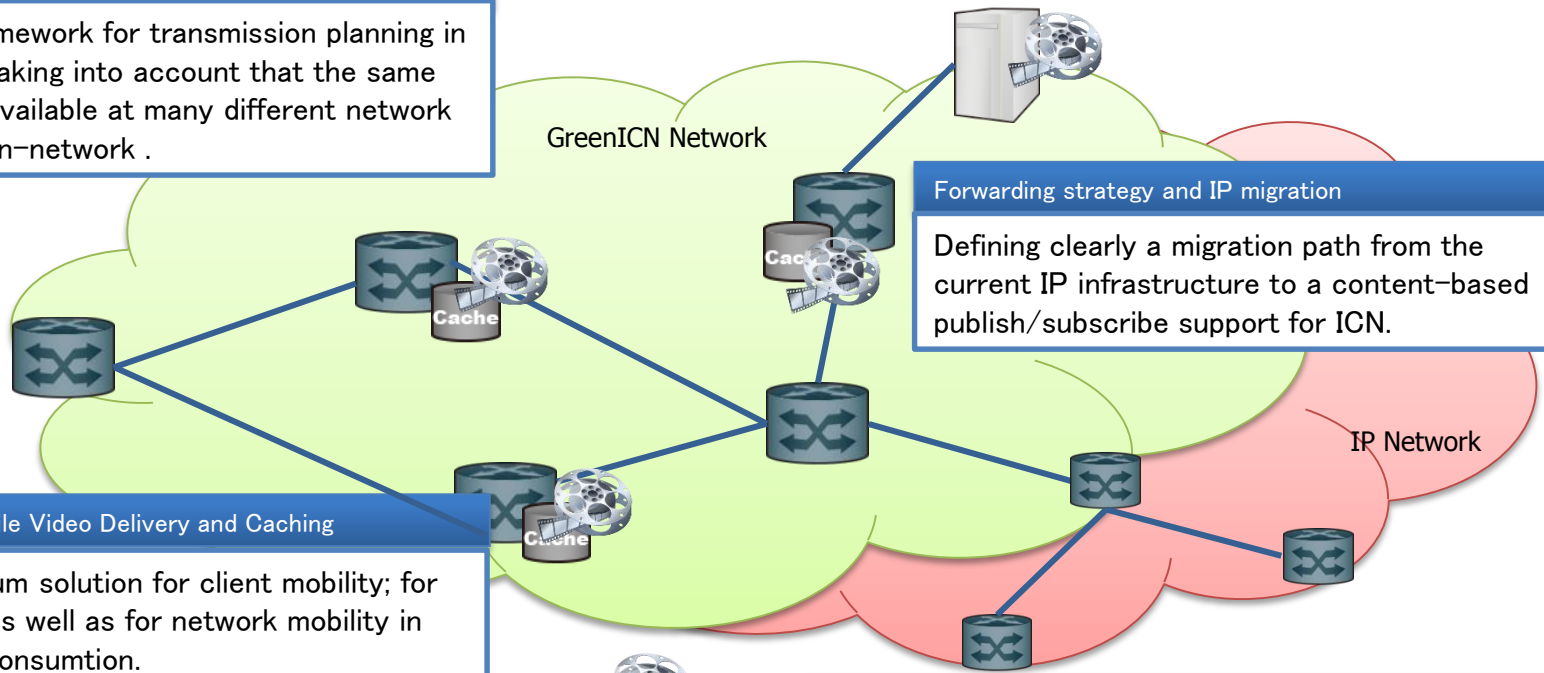 mework for transmission planning in
aking into account that the same
vailable at many different network
n-network .
GreenICN Network
Forwarding strategy and IP migration
Defining clearly a migration path from the
current IP infrastructure to a content-based
publish/subscribe support for ICN.
Cac
Cache
IP Network
le Video Delivery and Caching
Cache
um solution for client mobility; for
s well as for network mobility in
onsumtion.